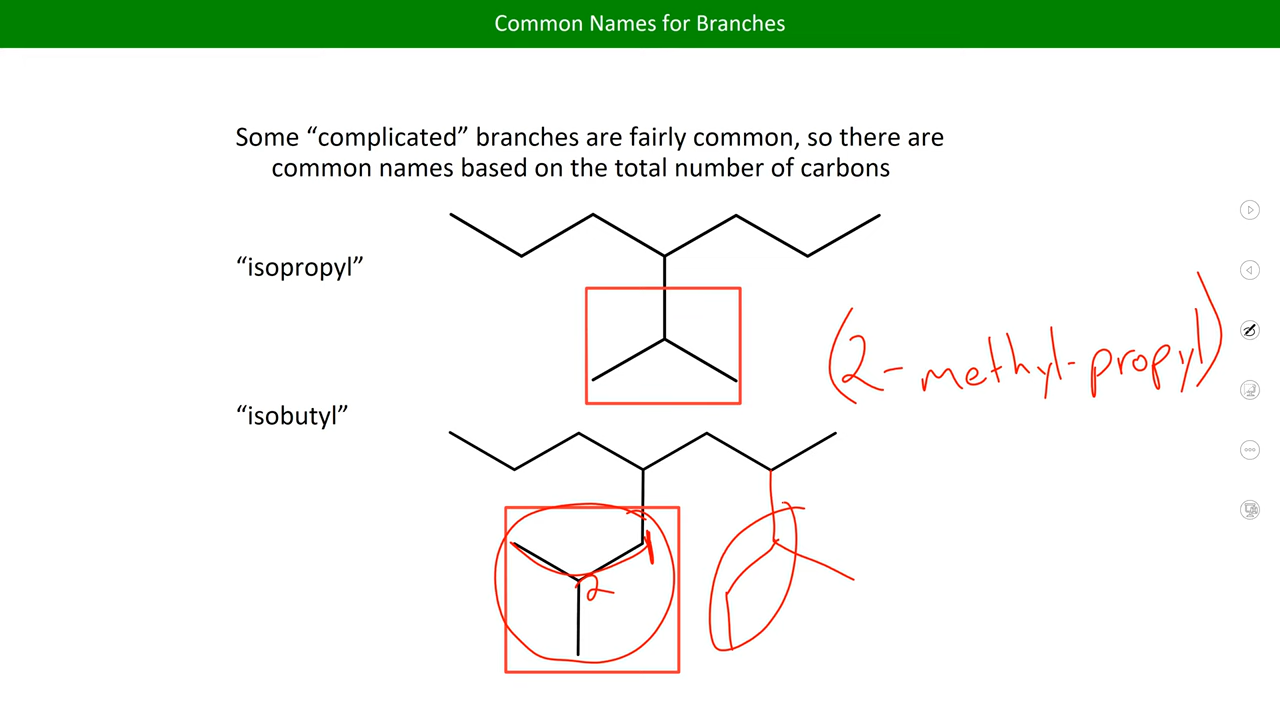 Common Names for Branches
Some “complicated” branches are fairly common, so there are
common names based on the total number of carbons
“isopropyl”
(2-methyl-propyl)
“isobutyl”
1
2